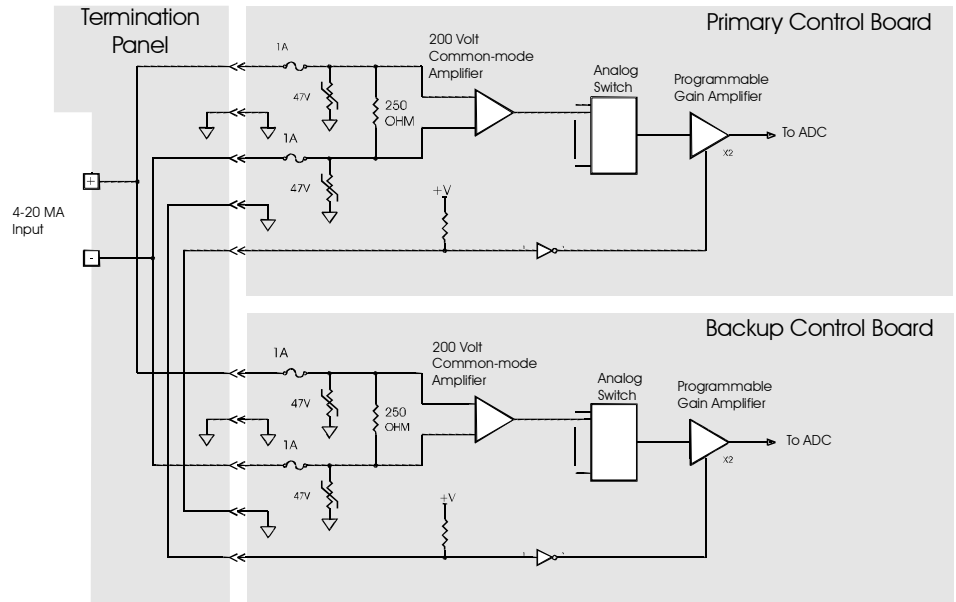 Termination
Panel
Primary Control Board
1A
200 Volt
Common-mode
Amplifier
Analog
Switch
Programmable
Gain Amplifier
47V
250
OHM
1A
To ADC
X2
+
47V
+V
4-20 MA
Input
-
Backup Control Board
1A
200 Volt
Common-mode
Amplifier
Analog
Switch
Programmable
Gain Amplifier
47V
250
OHM
1A
To ADC
X2
47V
+V